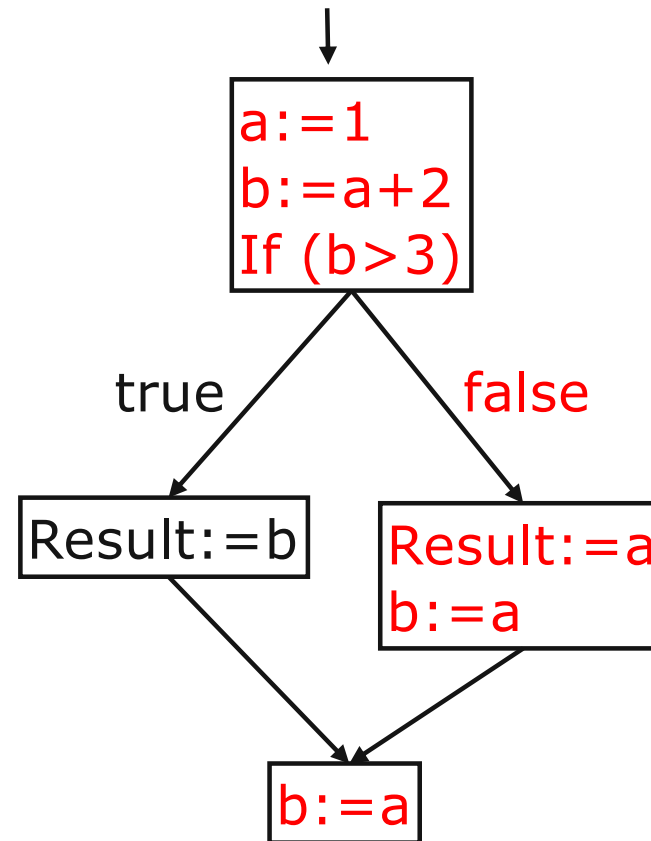 a:=1
b:=a+2
If (b>3)
true
false
Result:=b
Result:=a
b:=a
b:=a